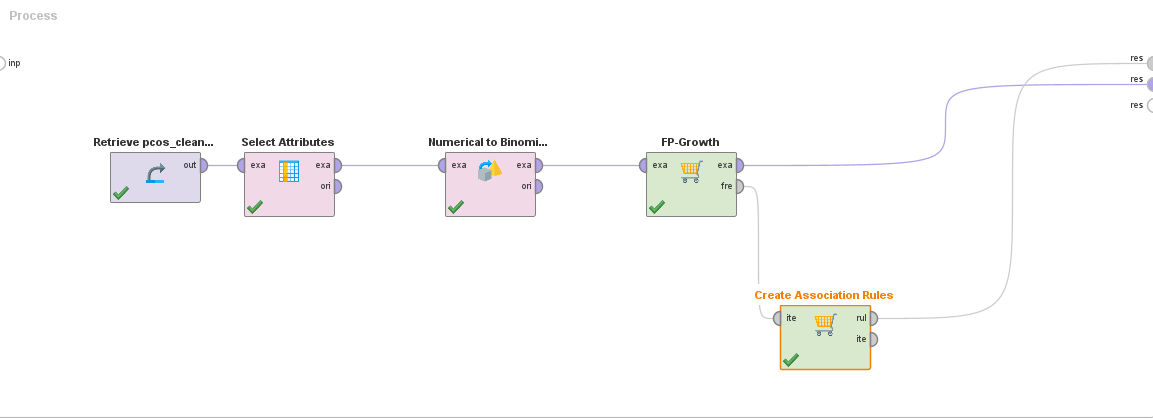 Process
inp
res
res
res
Retrieve pcos_clean...
out
Select Attributes
exa exa
ori
Numerical to Binomi...
exa exa
ori
FP-Growth
exa exa
fre
Create Association Rules
ite rul
ite